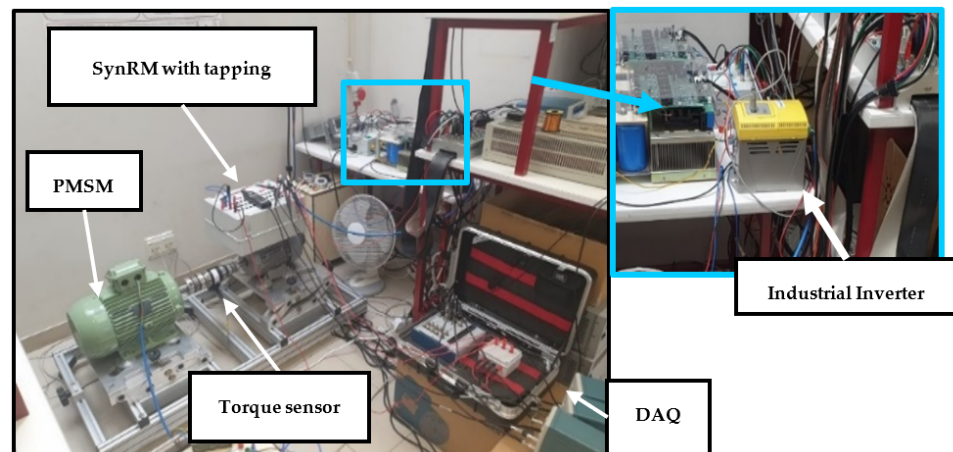 SynRM with tapping
PMSM
Torque sensor
DAQ
Industrial Inverter